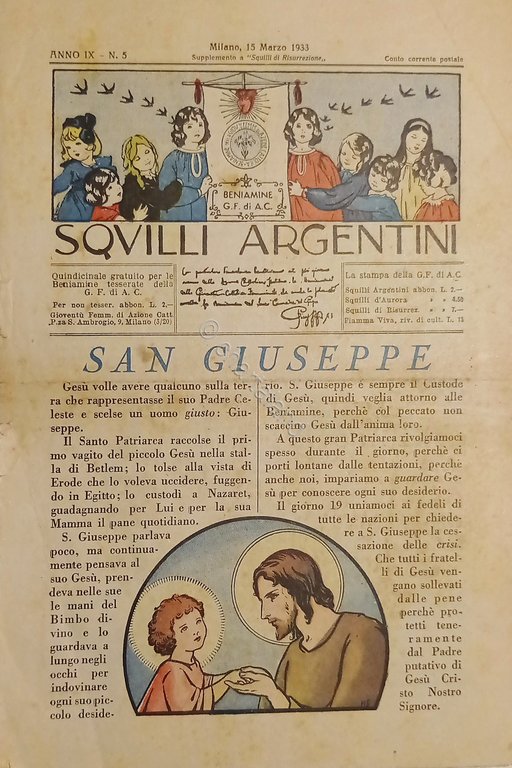 ANNO IX - N. 5
Milano, 15 Marzo 1933
Supplemento a "Squilli di Risurrezione„
Conto corrente postale
BENIAMINE
G.F. di A.C.
SQVILLI ARGENTINI
Quindicinale gratuito per le
Beniamine tesserate della
G. F. di A. C.
Per non tesser. abbon. L. 2.-
Gioventù Femm. di Azione Catt.
P.za S. Ambrogio, 9, Milano (5/20)
La stampa della G.F. di A.C.
Squilli Argentini abbon. L. 2.—
Squilli d'Aurora » » 4.50
Squilli di Risurrez. » » 7.—
Fiamma Viva, riv. di cult. L. 15
SAN GIUSEPPE
Gesù volle avere qualcuno sulla ter-
ra che rappresentasse il suo Padre Ce-
leste e scelse un uomo giusto: Giu-
seppe.
Il Santo Patriarca raccolse il pri-
mo vagito del piccolo Gesù nella stal-
la di Betlem; lo tolse alla vista di
Erode che lo voleva uccidere, fuggen-
do in Egitto; lo custodì a Nazaret,
guadagnando per Lui e per la sua
Mamma il pane quotidiano.
S. Giuseppe parlava
poco, ma continua-
mente pensava al
suo Gesù, pren-
deva nelle sue
le mani del
Bimbo di-
vino e lo
guardava a
lungo negli
occhi per
indovinare
ogni suo pic-
colo deside-
rio. S. Giuseppe è sempre il Custode
di Gesù, quindi veglia attorno alle
Beniamine, perchè col peccato non
scaccino Gesù dall'anima loro.
A questo gran Patriarca rivolgiamoci
spesso durante il giorno, perchè ci
porti lontane dalle tentazioni, perchè
anche noi, impariamo a guardare Ge-
sù per conoscere ogni suo desiderio.
Il giorno 19 uniamoci ai fedeli di
tutte le nazioni per chiede-
re a S. Giuseppe la ces-
sazione delle crisi.
Che tutti i fratel-
li di Gesù ven-
gano sollevati
dalle pene
perchè pro-
tetti tene-
ramente
dal Padre
putativo di
Gesù Cri-
sto Nostro
Signore.